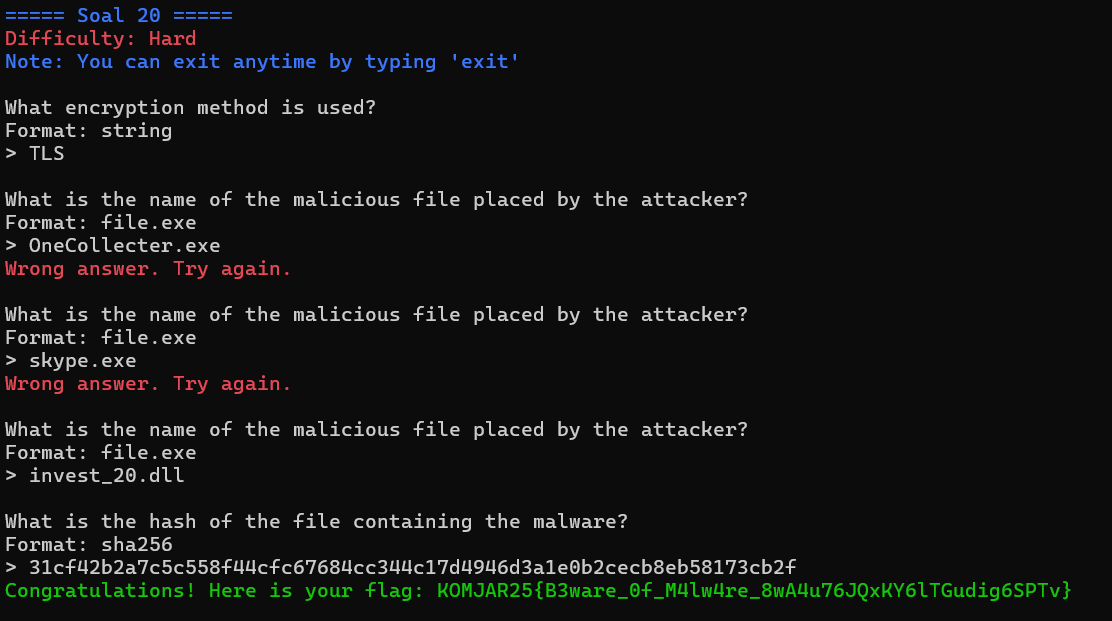 ===== Soal 20 =====
Difficulty: Hard
Note: You can exit anytime by typing 'exit'
What encryption method is used?
Format: string
> TLS
What is the name of the malicious file placed by the attacker?
Format: file.exe
> OneCollecter.exe
Wrong answer. Try again.
What is the name of the malicious file placed by the attacker?
Format: file.exe
> skype.exe
Wrong answer. Try again.
What is the name of the malicious file placed by the attacker?
Format: file.exe
> invest_20.dll
What is the hash of the file containing the malware?
Format: sha256
> 31cf42b2a7c5c558f44cfc67684cc344c17d4946d3a1e0b2cecb8eb58173cb2f
Congratulations! Here is your flag: KOMJAR25{B3ware_0f_M4lw4re_8wA4u76JQxKY6lTGudig6SPTv}